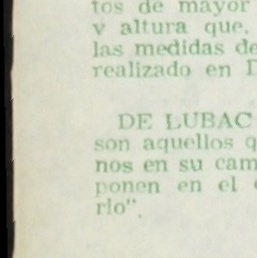 tos de mayor
y altura que,
las medidas de
realizado en D
DE LUBAC
son aquellos q
nos en su cam
ponen en el
rlo".